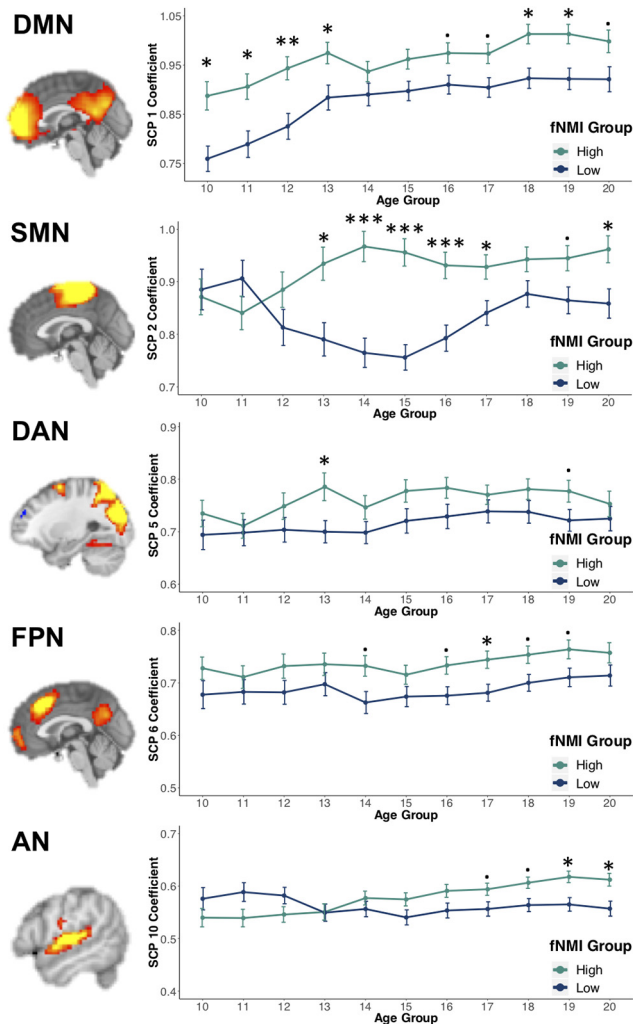 DMN
SCP 1 Coefficient
1.05
0.95
0.85
0.75
* * ** * • • * * •
fNMI Group
High
Low
10 11 12 13 14 15 16 17 18 19 20
Age Group
SMN
SCP 2 Coefficient
1.0
0.9
0.8
0.7
* *** *** *** * • *
fNMI Group
High
Low
10 11 12 13 14 15 16 17 18 19 20
Age Group
DAN
SCP 5 Coefficient
0.9
0.8
0.7
0.6
* •
fNMI Group
High
Low
10 11 12 13 14 15 16 17 18 19 20
Age Group
FPN
SCP 6 Coefficient
0.8
0.7
0.6
0.5
• • * • •
fNMI Group
High
Low
10 11 12 13 14 15 16 17 18 19 20
Age Group
AN
SCP 10 Coefficient
0.7
0.6
0.5
0.4
• • * *
fNMI Group
High
Low
10 11 12 13 14 15 16 17 18 19 20
Age Group